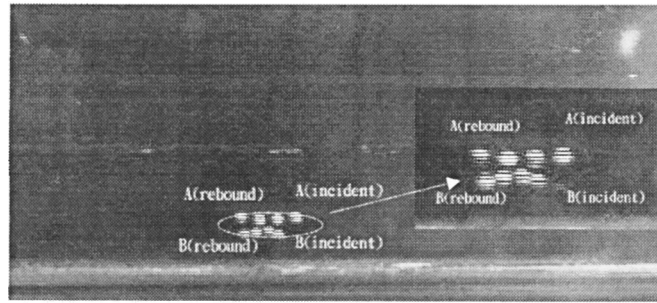 A(rebound)
A(incident)
B(rebound)
B(incident)
A(rebound)
A(incident)
B(rebound)
B(incident)